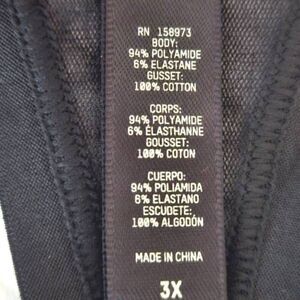 RN 158973
BODY:
94% POLYAMIDE
6% ELASTANE
GUSSET:
100% COTTON
CORPS:
94% POLYAMIDE
6% ÉLASTHANNE
GOUSSET:
100% COTON
CUERPO:
94% POLIAMIDA
6% ELASTANO
ESCUDETE:
100% ALGODÓN
MADE IN CHINA
3X